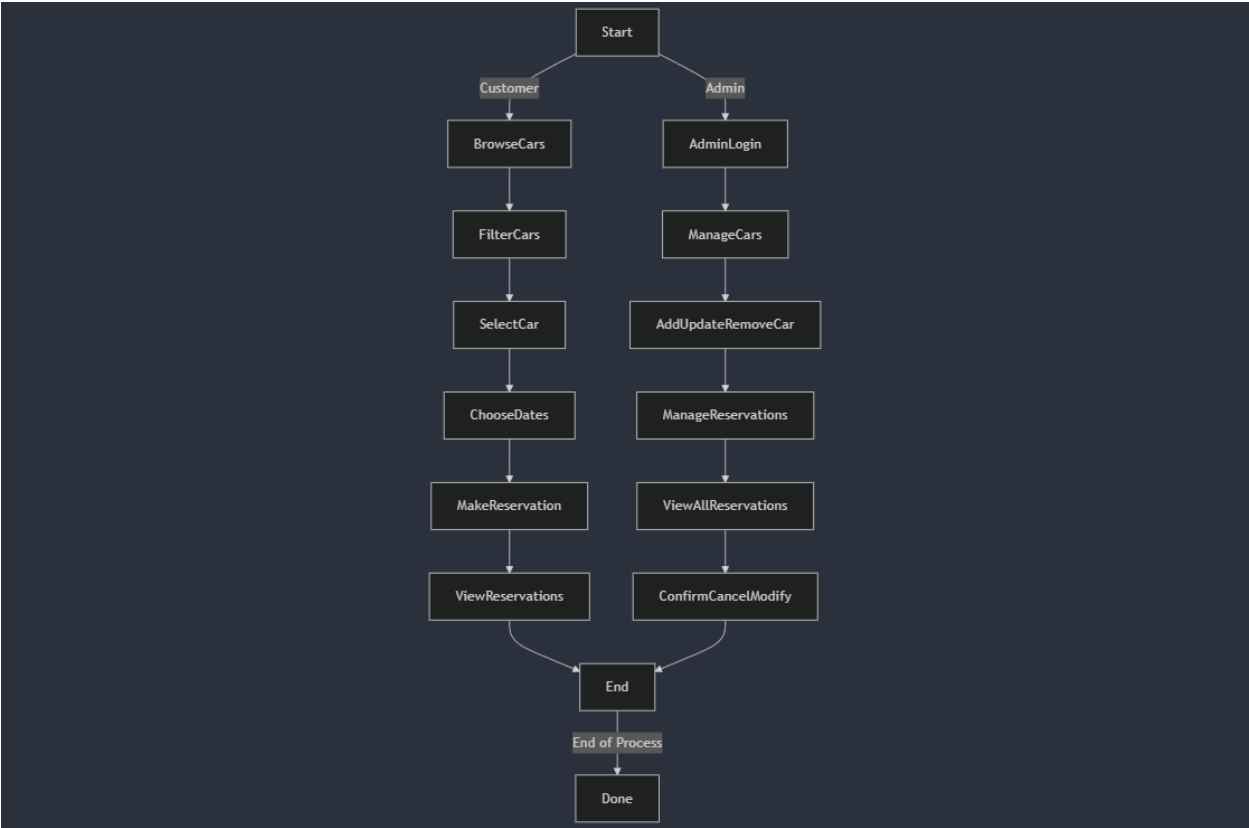 Start
Customer
Admin
BrowseCars
AdminLogin
FilterCars
ManageCars
SelectCar
AddUpdateRemoveCar
ChooseDates
ManageReservations
MakeReservation
ViewAllReservations
ViewReservations
ConfirmCancelModify
End
End of Process
Done